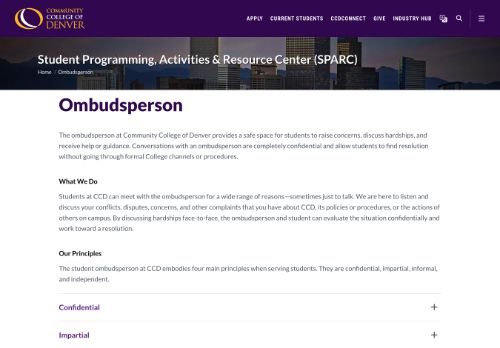 COMMUNITY
COLLEGE OF
DENVER
APPLY CURRENT STUDENTS CCDCONNECT GIVE INDUSTRY HUB
Student Programming, Activities & Resource Center (SPARC)
Home / Ombudsperson
Ombudsperson
The ombudsperson at Community College of Denver provides a safe space for students to raise concerns, discuss hardships, and
receive help or guidance. Conversations with an ombudsperson are completely confidential and allow students to find resolution
without going through formal College channels or procedures.
What We Do
Students at CCD can meet with the ombudsperson for a wide range of reasons—sometimes just to talk. We are here to listen and
discuss your conflicts, disputes, concerns, and other complaints that you have about CCD, its policies or procedures, or the actions of
others on campus. By discussing hardships face-to-face, the ombudsperson and student can evaluate the situation confidentially and
work toward a resolution.
Our Principles
The student ombudsperson at CCD embodies four main principles when serving students. They are confidential, impartial, informal,
and independent.
Confidential +
Impartial +